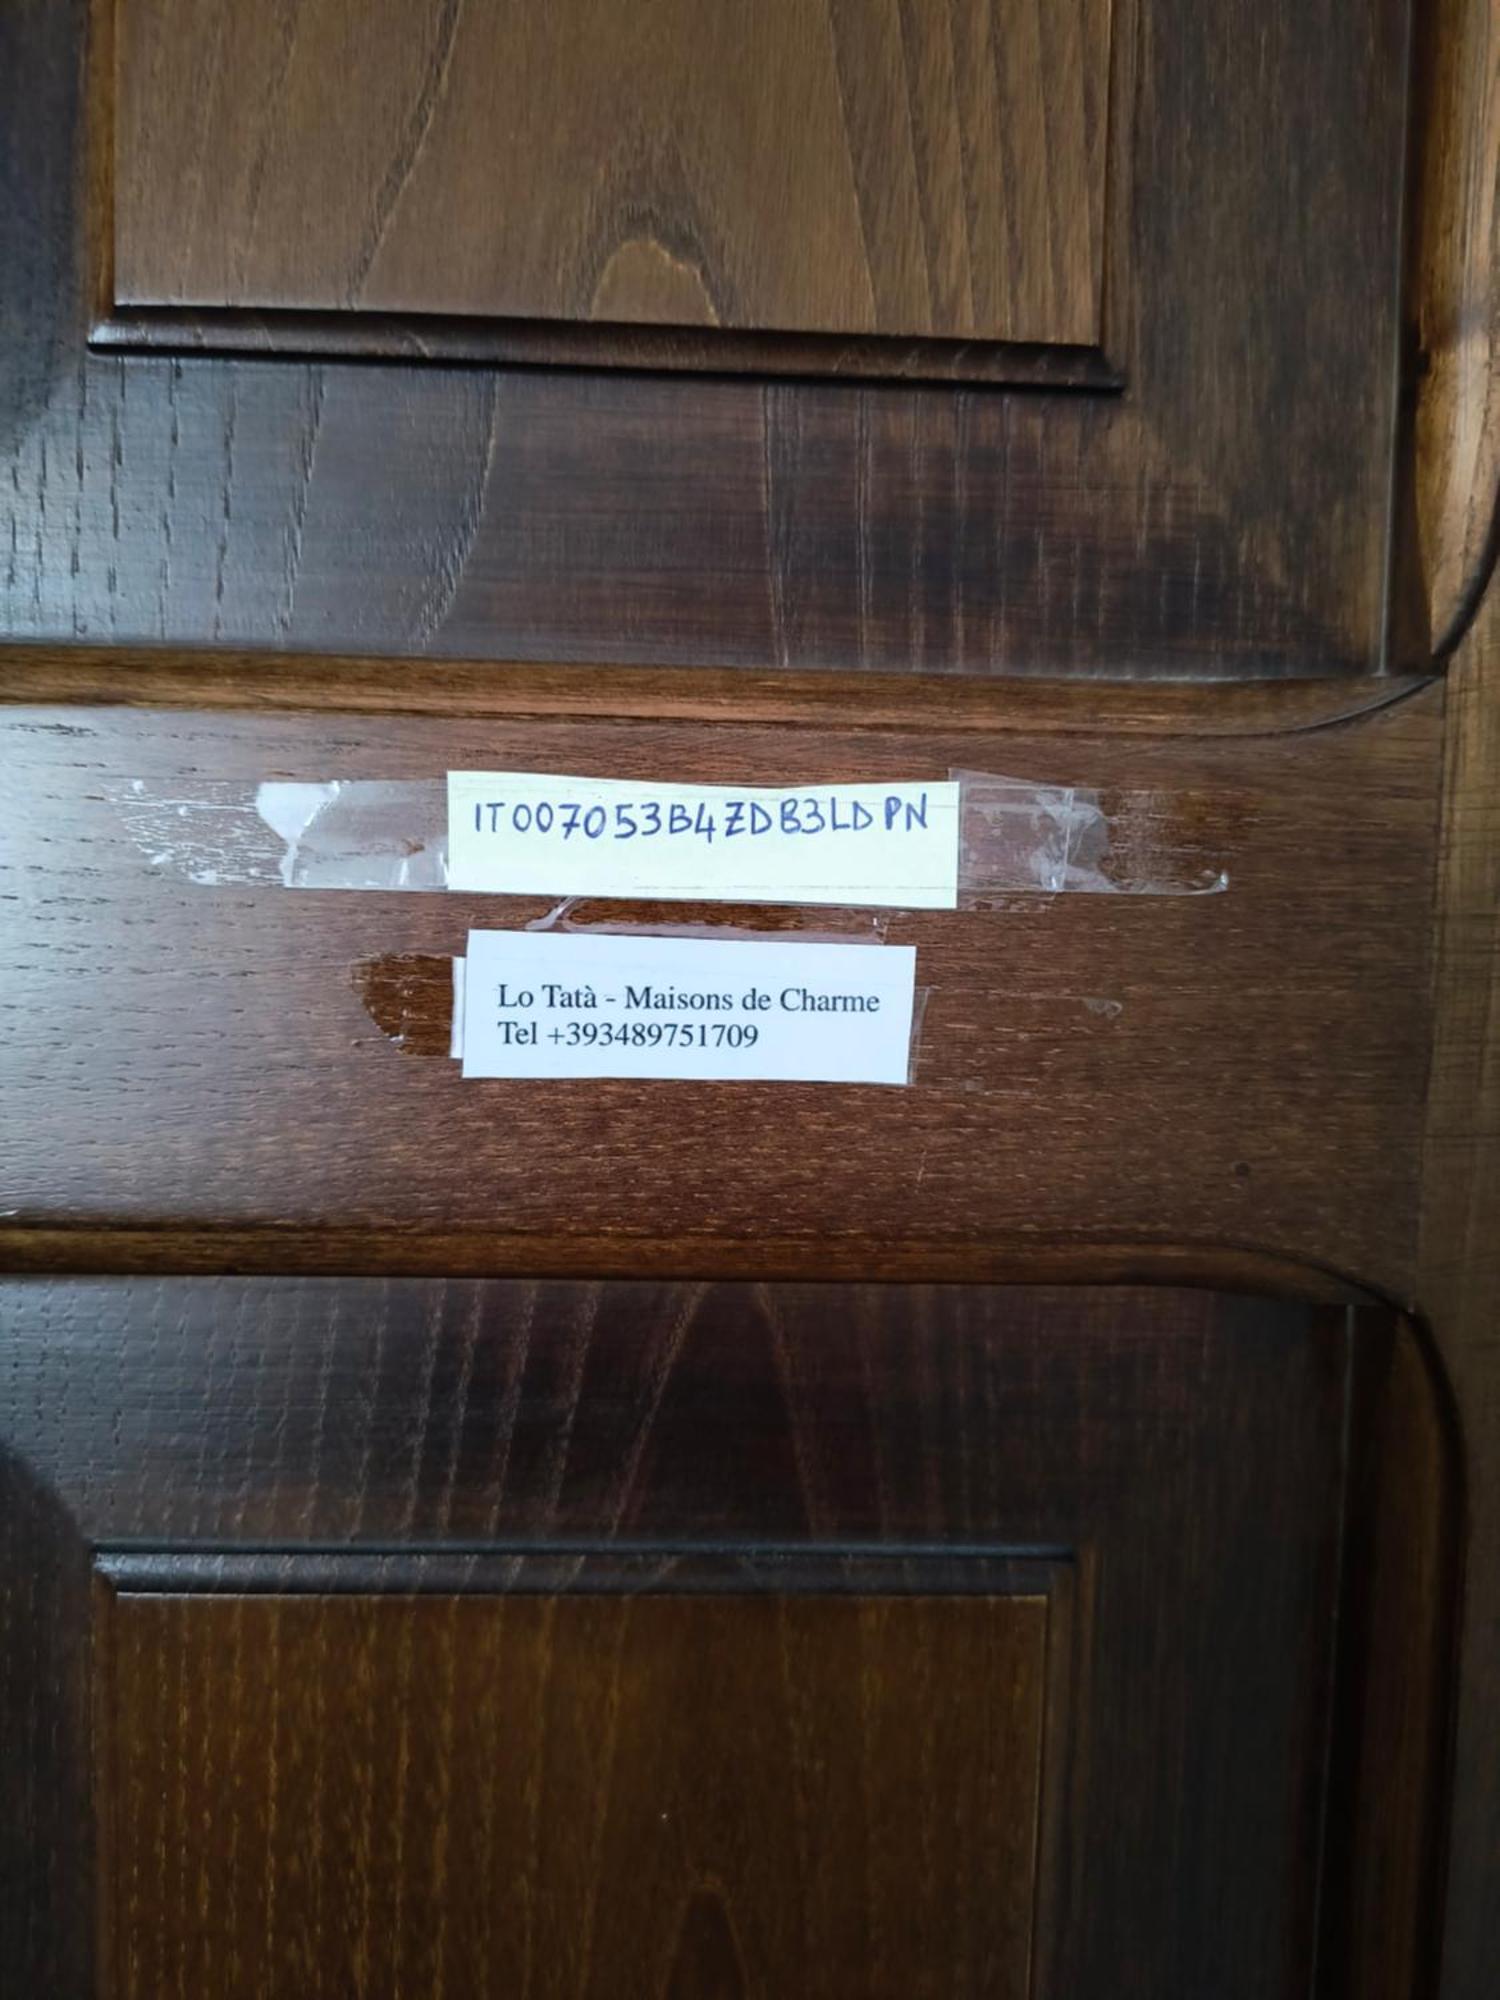 IT007053B4ZDB3LDPN
Lo Tatà - Maisons de Charme
Tel +393489751709